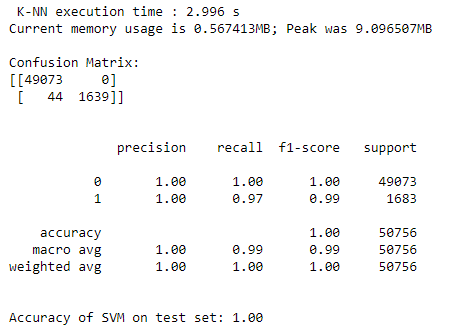 K-NN execution time : 2.996 s
Current memory usage is 0.567413MB; Peak was 9.096507MB
Confusion Matrix:
[[49073     0]
 [   44  1639]]
              precision    recall  f1-score   support
           0       1.00      1.00      1.00     49073
           1       1.00      0.97      0.99      1683
    accuracy                           1.00     50756
   macro avg       1.00      0.99      0.99     50756
weighted avg       1.00      1.00      1.00     50756
Accuracy of SVM on test set: 1.00